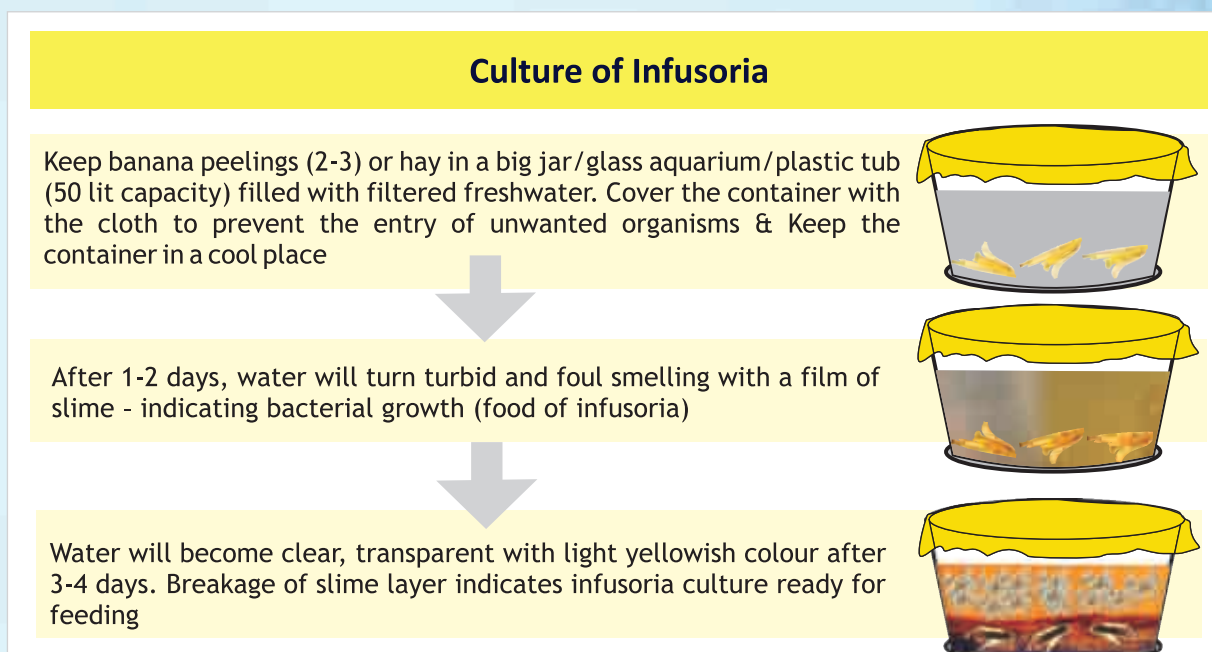 Culture of Infusoria
Keep banana peelings (2-3) or hay in a big jar/glass aquarium/plastic tub
(50 lit capacity) filled with filtered freshwater. Cover the container with
the cloth to prevent the entry of unwanted organisms & Keep the
container in a cool place
After 1-2 days, water will turn turbid and foul smelling with a film of
slime - indicating bacterial growth (food of infusoria)
Water will become clear, transparent with light yellowish colour after
3-4 days. Breakage of slime layer indicates infusoria culture ready for
feeding